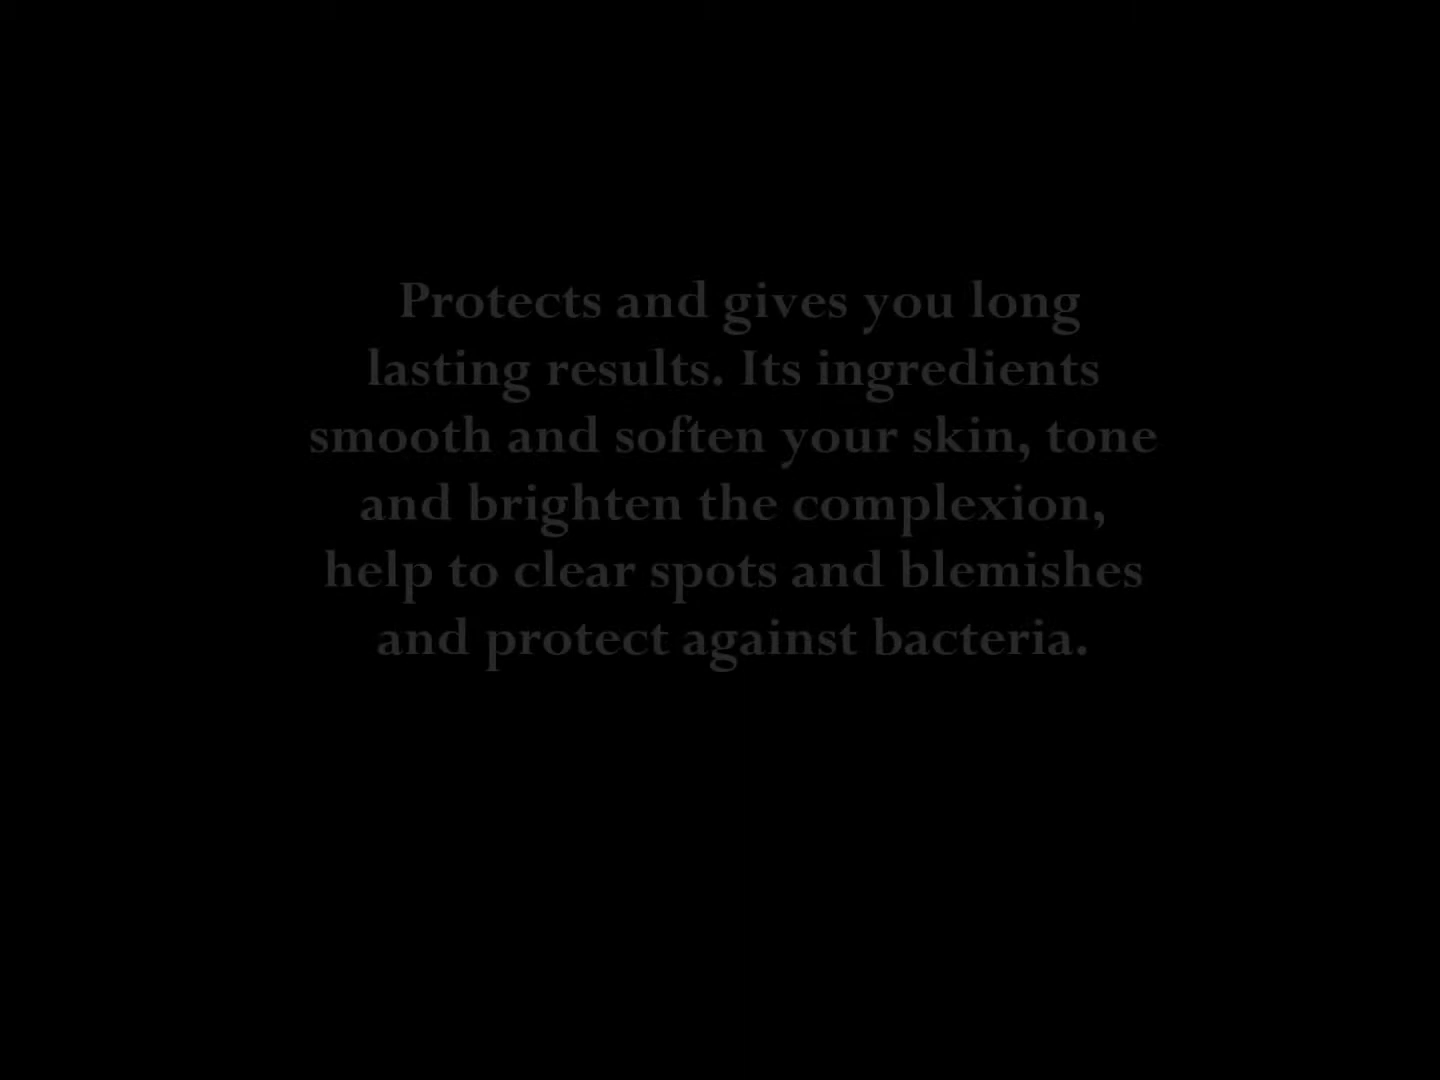 Protects and gives you long
lasting results. Its ingredients
smooth and soften your skin, tone
and brighten the complexion,
help to clear spots and blemishes
and protect against bacteria.